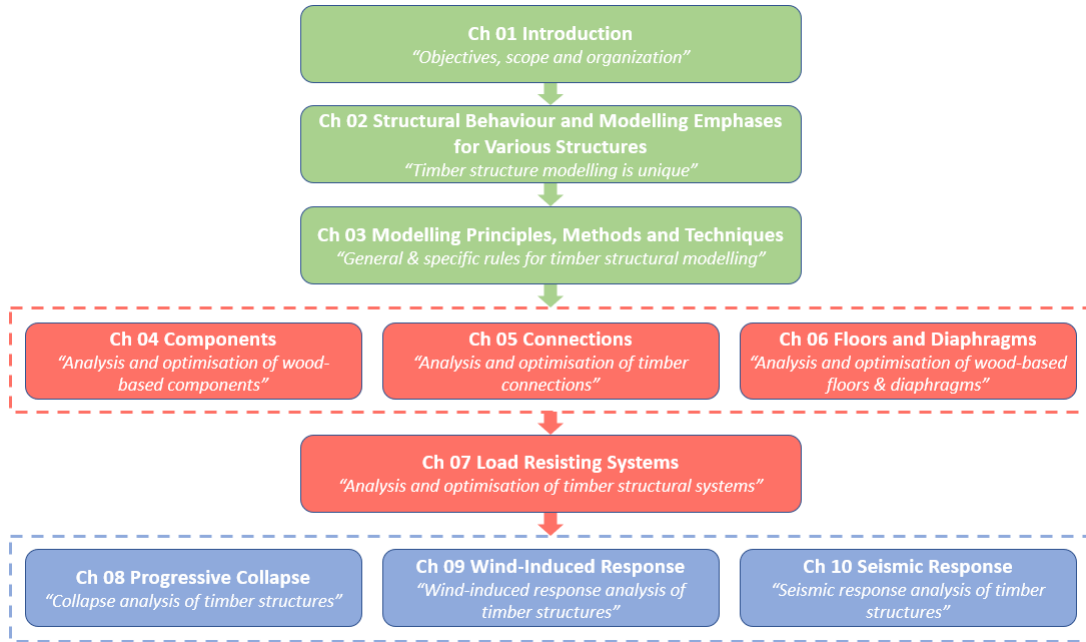 Ch 01 Introduction
“Objectives, scope and organization”
Ch 02 Structural Behaviour and Modelling Emphases
for Various Structures
“Timber structure modelling is unique”
Ch 03 Modelling Principles, Methods and Techniques
“General & specific rules for timber structural modelling”
Ch 04 Components
“Analysis and optimisation of wood-
based components”
Ch 05 Connections
“Analysis and optimisation of timber
connections”
Ch 06 Floors and Diaphragms
“Analysis and optimisation of wood-based
floors & diaphragms”
Ch 07 Load Resisting Systems
“Analysis and optimisation of timber structural systems”
Ch 08 Progressive Collapse
“Collapse analysis of timber structures”
Ch 09 Wind-Induced Response
“Wind-induced response analysis of
timber structures”
Ch 10 Seismic Response
“Seismic response analysis of timber
structures”